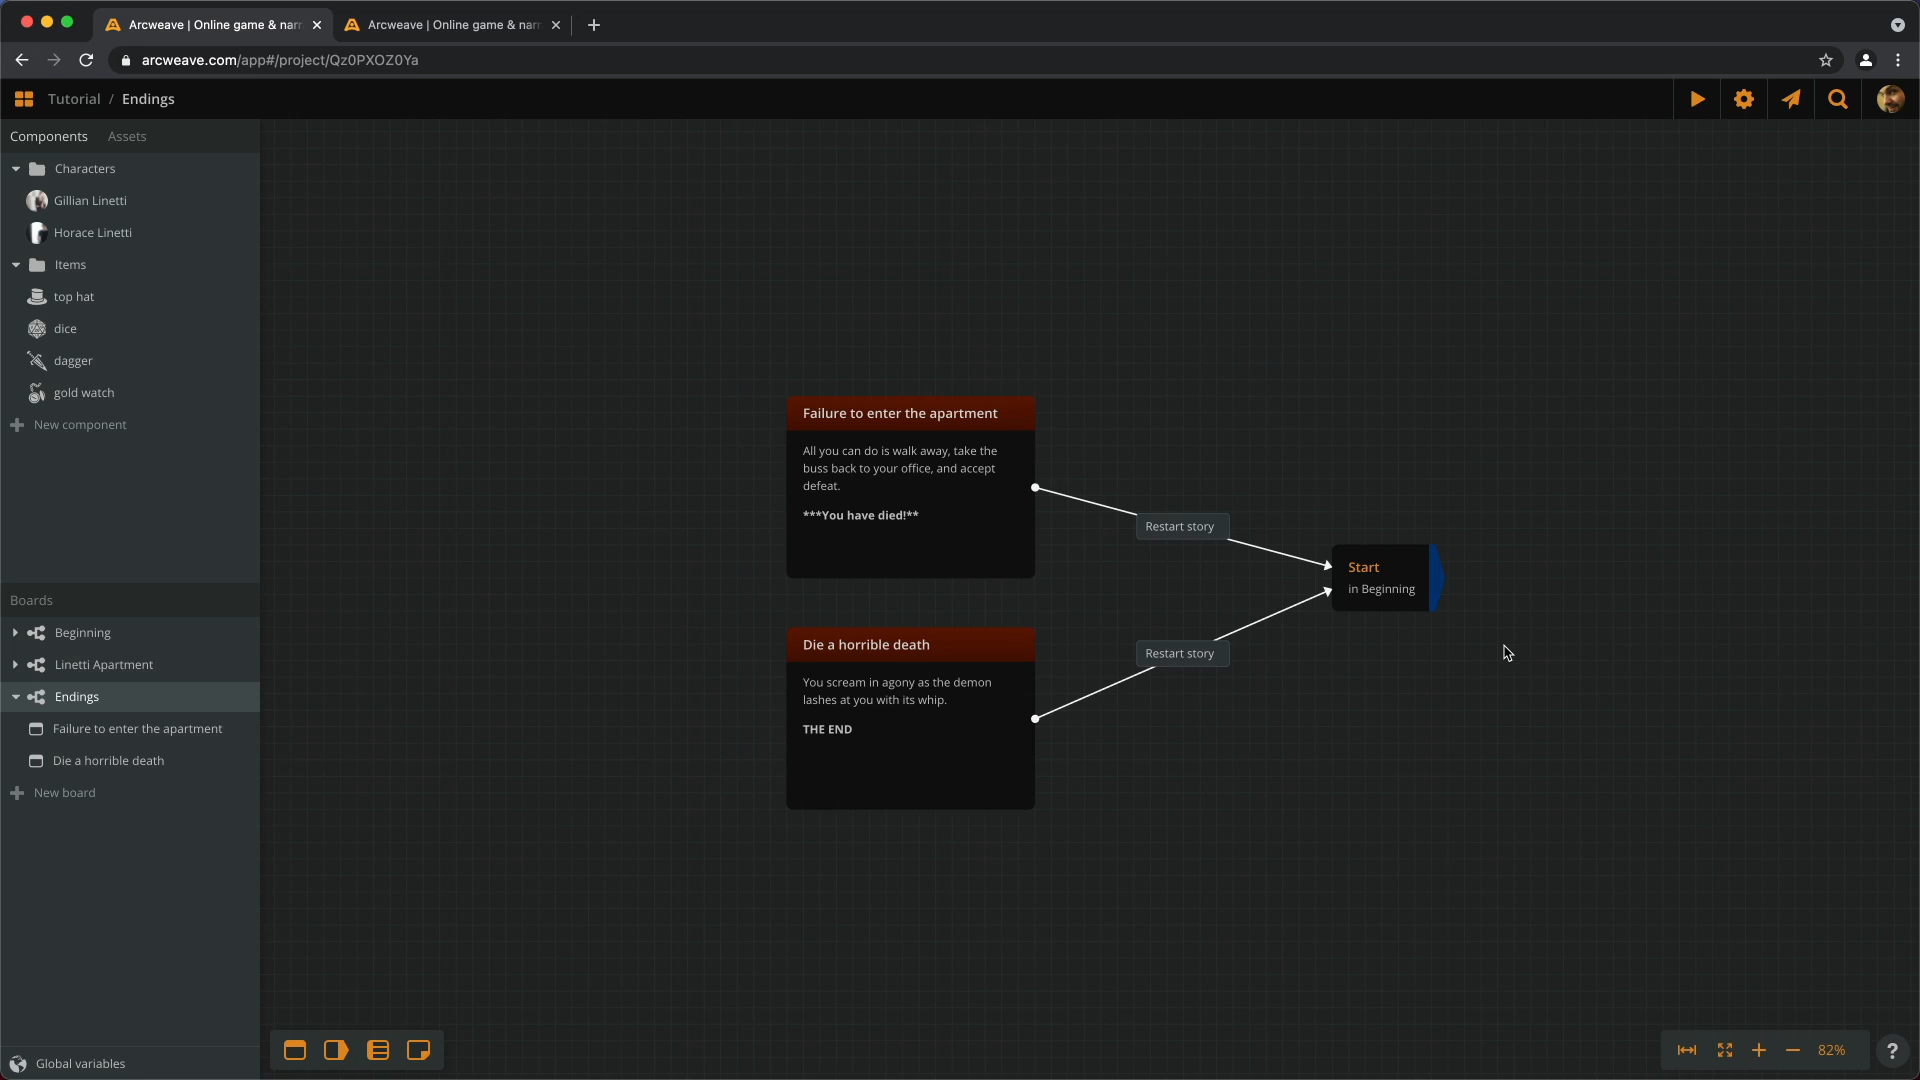 Arcweave | Online game & narr
Arcweave | Online game & narr
arcweave.com/app#/project/Qz0PXOZ0Ya
Tutorial / Endings
Components Assets
Characters
Gillian Linetti
Horace Linetti
Items
top hat
dice
dagger
gold watch
New component
Boards
Beginning
Linetti Apartment
Endings
Failure to enter the apartment
Die a horrible death
New board
Global variables
Failure to enter the apartment
All you can do is walk away, take the
buss back to your office, and accept
defeat.
***You have died!**
Restart story
Start
in Beginning
Die a horrible death
You scream in agony as the demon
lashes at you with its whip.
THE END
Restart story
82%
?